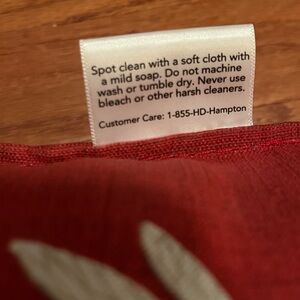 Spot clean with a soft cloth with
a mild soap. Do not machine
wash or tumble dry. Never use
bleach or other harsh cleaners.
Customer Care: 1-855-HD-Hampton